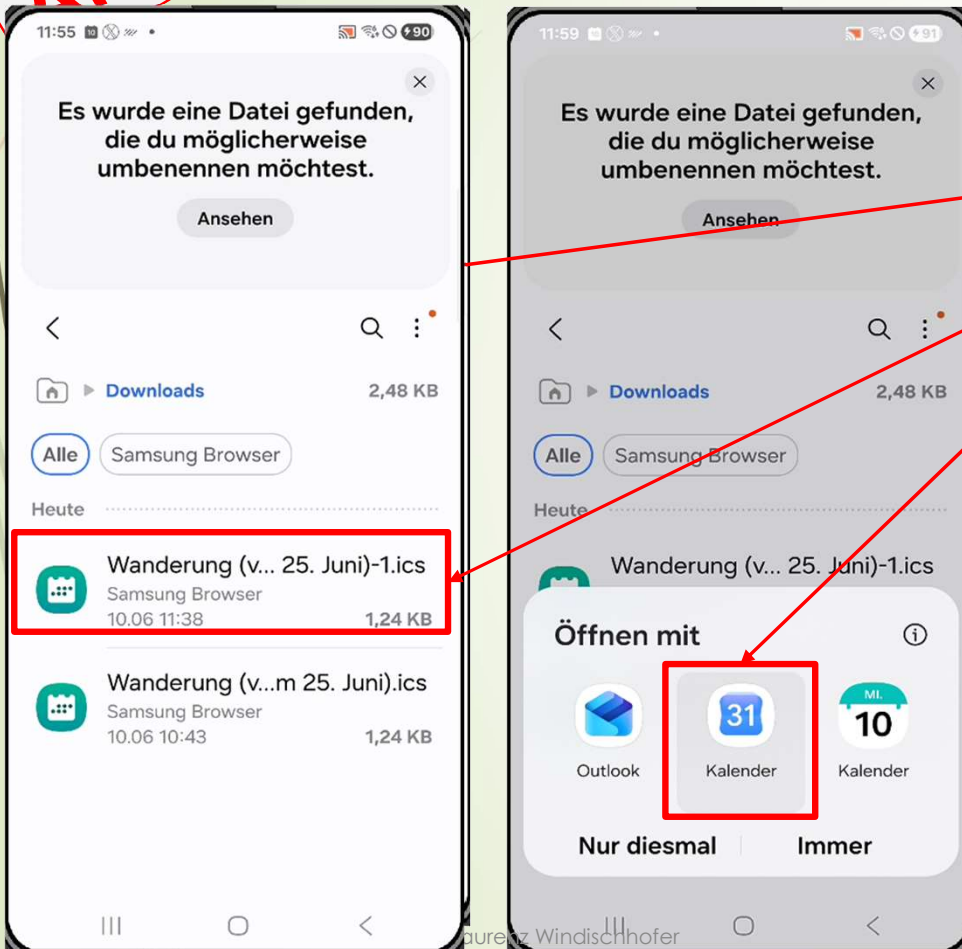 11:55
90
Es wurde eine Datei gefunden,
die du möglicherweise
umbenennen möchtest.
Ansehen
Downloads
2,48 KB
Alle
Samsung Browser
Heute
Wanderung (v... 25. Juni)-1.ics
Samsung Browser
10.06 11:38
1,24 KB
Wanderung (v...m 25. Juni).ics
Samsung Browser
10.06 10:43
1,24 KB
11:59
91
Es wurde eine Datei gefunden,
die du möglicherweise
umbenennen möchtest.
Ansehen
Downloads
2,48 KB
Alle
Samsung Browser
Heute
Wanderung (v... 25. Juni)-1.ics
Öffnen mit
31
MI.
10
Outlook
Kalender
Kalender
Nur diesmal
Immer
Windischhofer